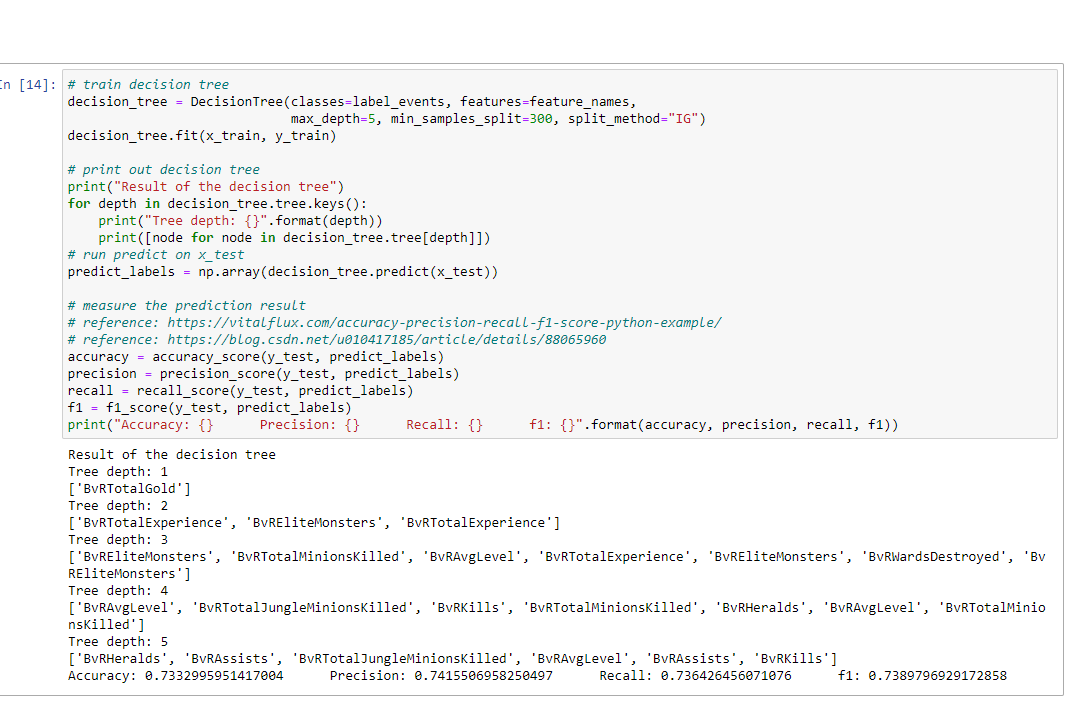 In [14]:
# train decision tree
decision_tree = DecisionTree(classes=label_events, features=feature_names,
                             max_depth=5, min_samples_split=300, split_method="IG")
decision_tree.fit(x_train, y_train)

# print out decision tree
print("Result of the decision tree")
for depth in decision_tree.tree.keys():
    print("Tree depth: {}".format(depth))
    print([node for node in decision_tree.tree[depth]])
# run predict on x_test
predict_labels = np.array(decision_tree.predict(x_test))

# measure the prediction result
# reference: https://vitalflux.com/accuracy-precision-recall-f1-score-python-example/
# reference: https://blog.csdn.net/u010417185/article/details/88065960
accuracy = accuracy_score(y_test, predict_labels)
precision = precision_score(y_test, predict_labels)
recall = recall_score(y_test, predict_labels)
f1 = f1_score(y_test, predict_labels)
print("Accuracy: {}      Precision: {}      Recall: {}      f1: {}".format(accuracy, precision, recall, f1))
Result of the decision tree
Tree depth: 1
['BvRTotalGold']
Tree depth: 2
['BvRTotalExperience', 'BvREliteMonsters', 'BvRTotalExperience']
Tree depth: 3
['BvREliteMonsters', 'BvRTotalMinionsKilled', 'BvRAvgLevel', 'BvRTotalExperience', 'BvREliteMonsters', 'BvRWardsDestroyed', 'Bv
REliteMonsters']
Tree depth: 4
['BvRAvgLevel', 'BvRTotalJungleMinionsKilled', 'BvRKills', 'BvRTotalMinionsKilled', 'BvRHeralds', 'BvRAvgLevel', 'BvRTotalMinio
nsKilled']
Tree depth: 5
['BvRHeralds', 'BvRAssists', 'BvRTotalJungleMinionsKilled', 'BvRAvgLevel', 'BvRAssists', 'BvRKills']
Accuracy: 0.7332995951417004      Precision: 0.7415506958250497      Recall: 0.736426456071076      f1: 0.7389796929172858